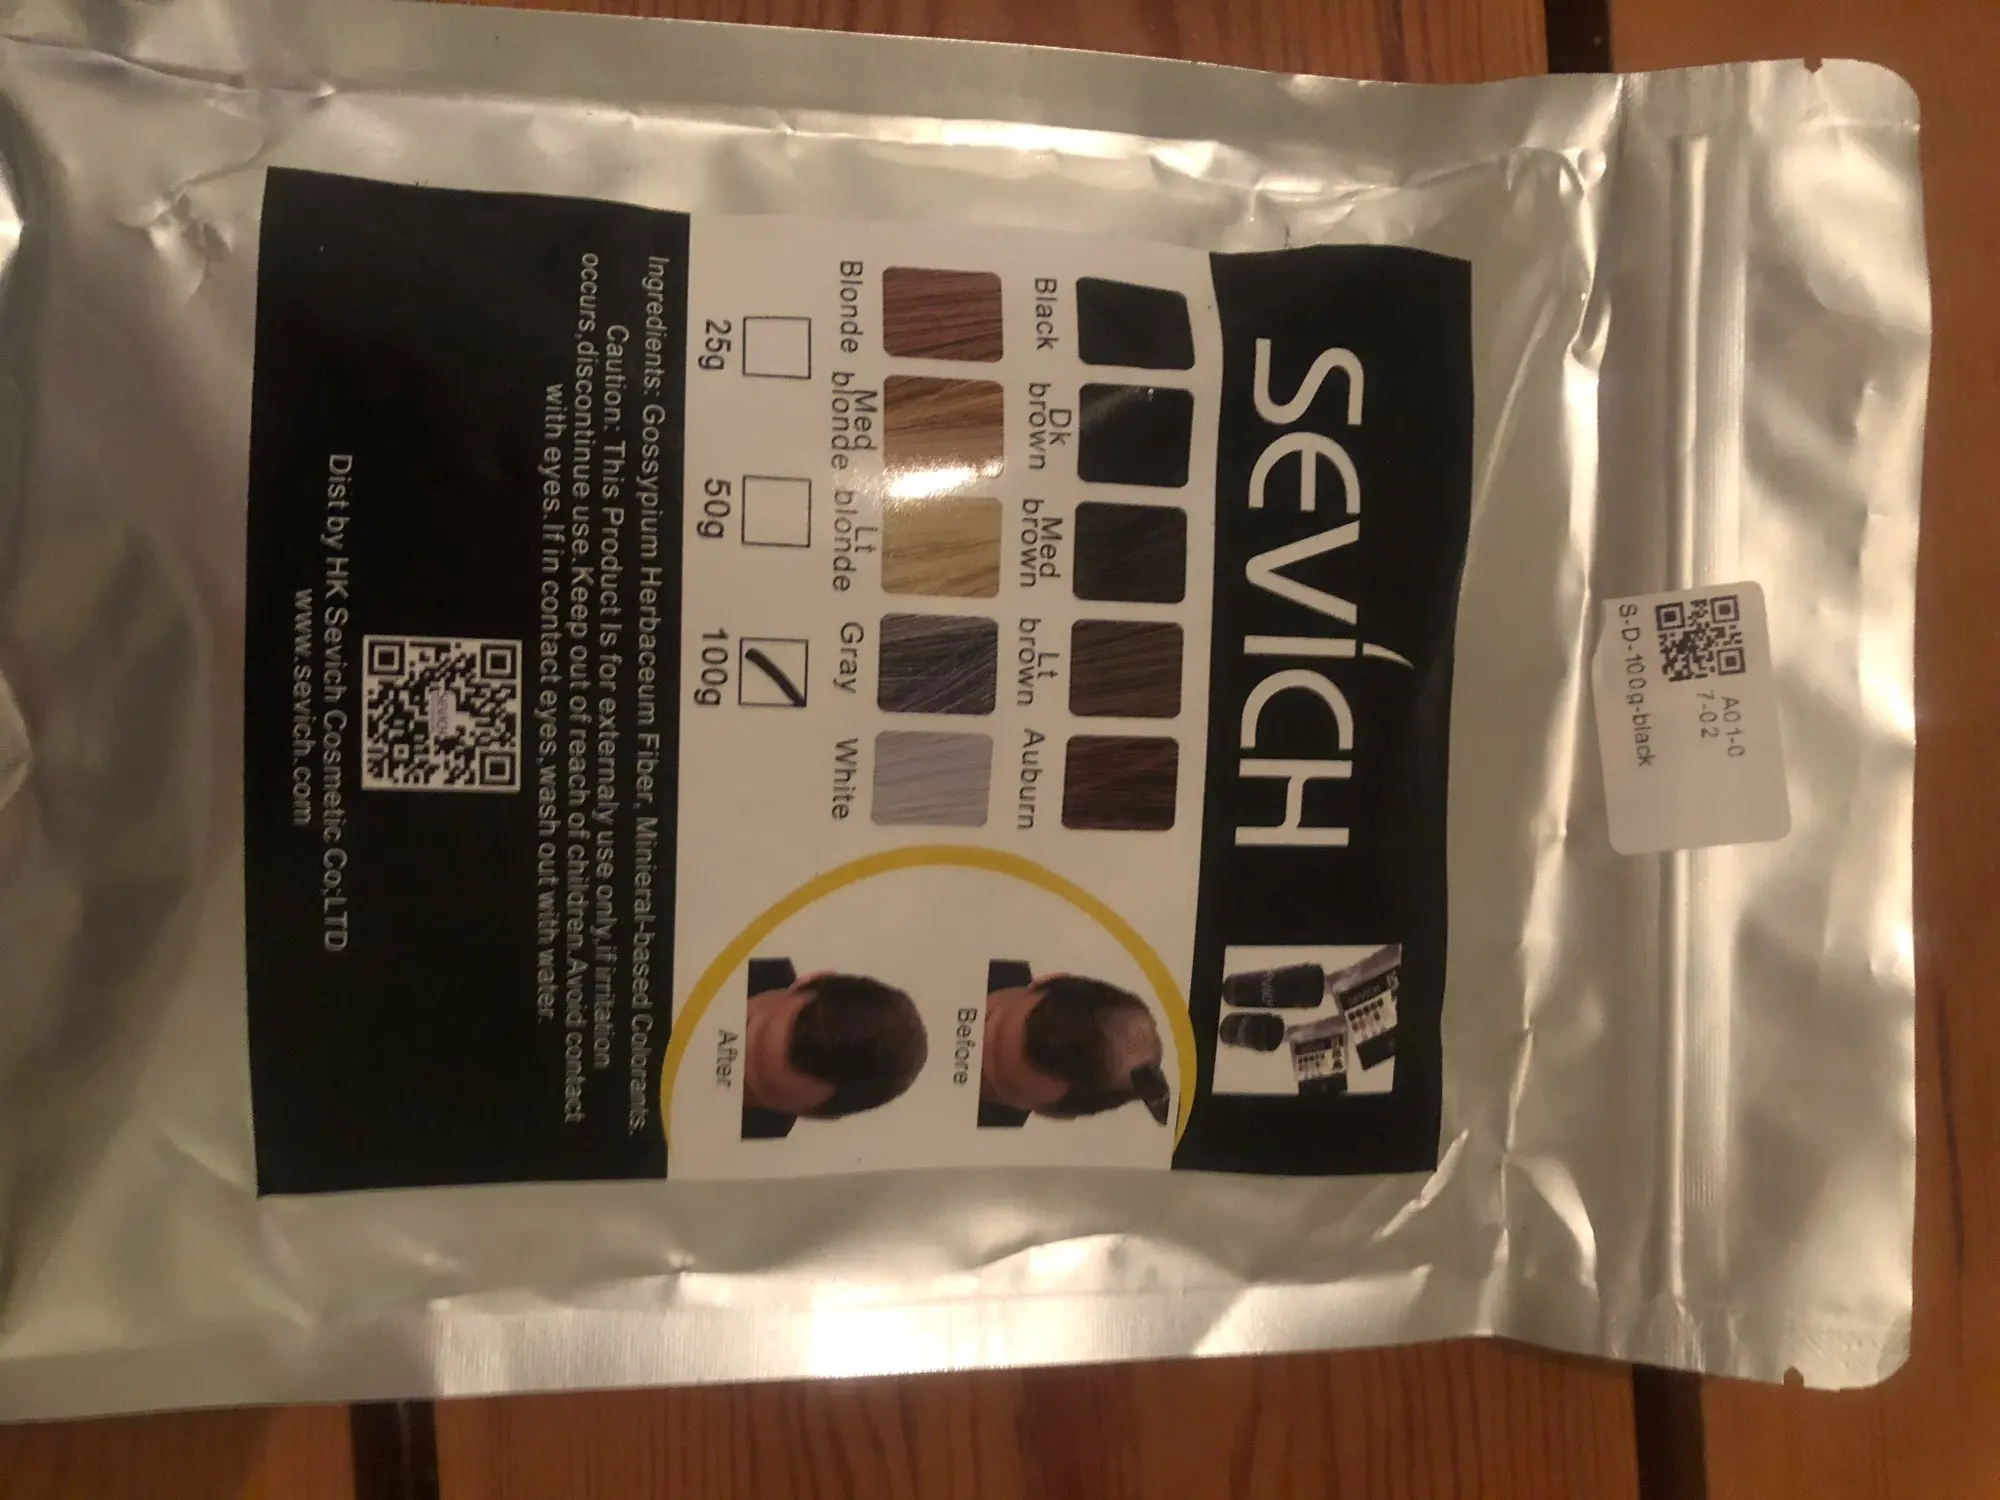 A01-0
7-02
S-D-100g-black
SEVICH
Black
Dk
brown
Med
brown
Lt
brown
Auburn
Blonde
Med
blonde
Lt
blonde
Gray
White
25g
50g
100g
Before
After
Ingredients: Gossypium Herbaceum Fiber, Minieral-based Colorants.
Caution: This Product Is for externaly use only,if irritation
occurs,discontinue use.Keep out of reach of children.Avoid contact
with eyes.If in contact eyes,wash out with water.
Dist by HK Sevich Cosmetic Co;LTD
www.sevich.com